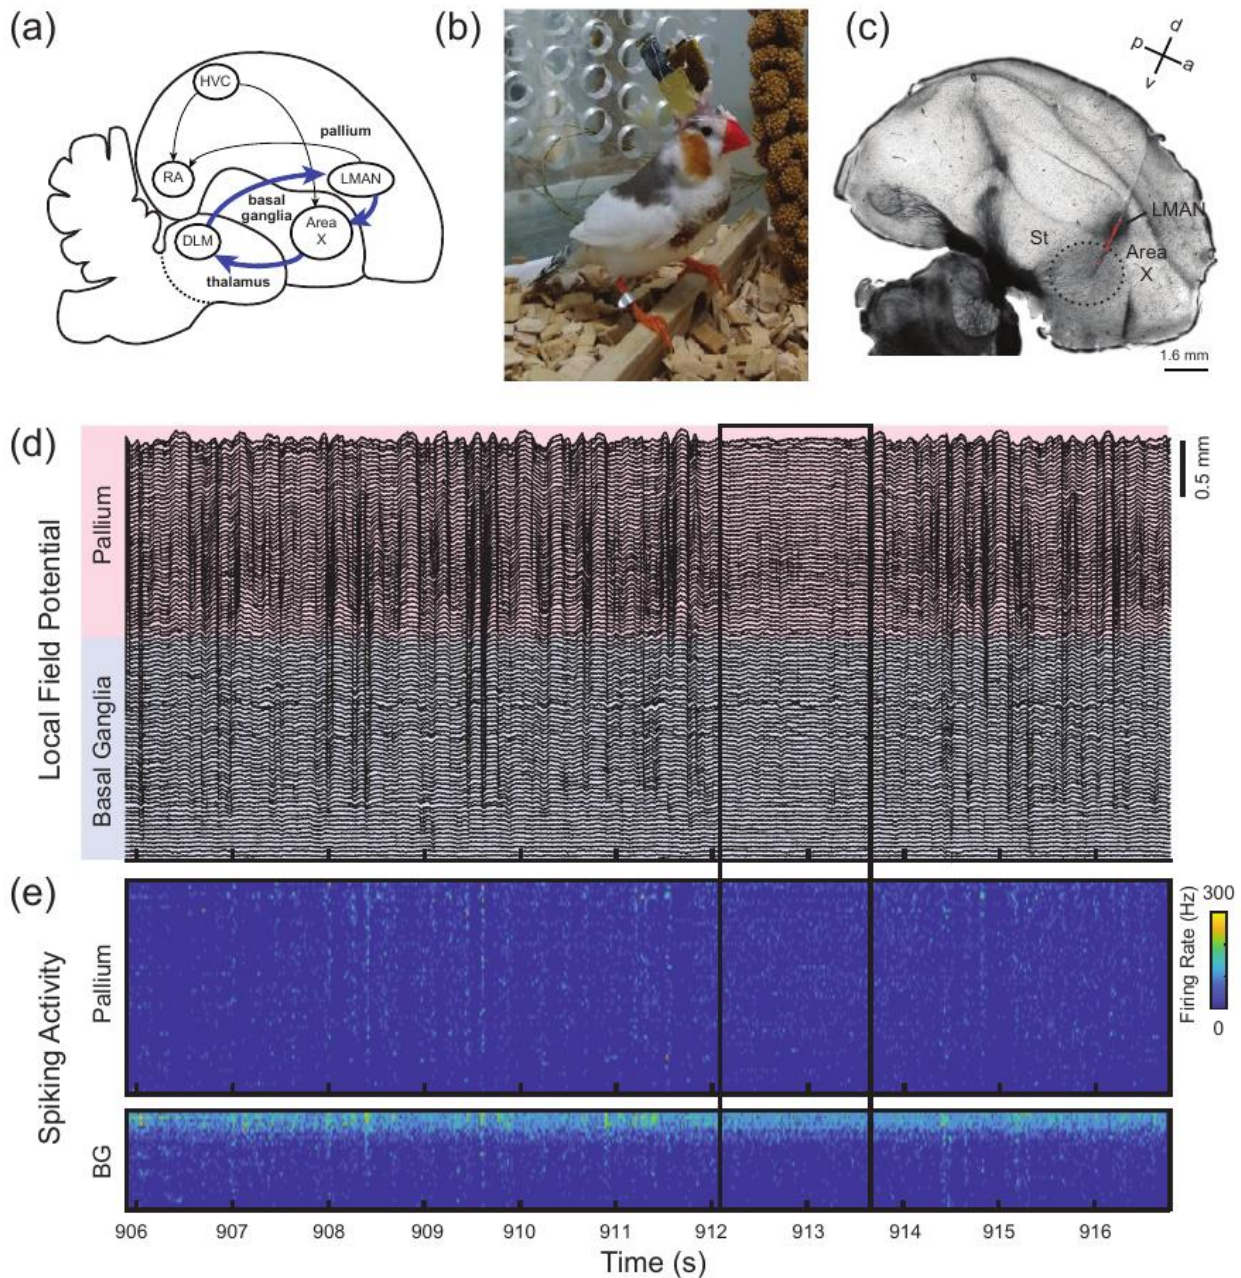 (a)
HVC
pallium
RA
LMAN
basal
ganglia
Area
X
DLM
thalamus
(b)
(c)
d
p
a
v
LMAN
St
Area
X
1.6 mm
(d)
Local Field Potential
Pallium
Basal Ganglia
0.5 mm
(e)
Spiking Activity
Pallium
BG
Firing Rate (Hz)
300
0
906 907 908 909 910 911 912 913 914 915 916
Time (s)